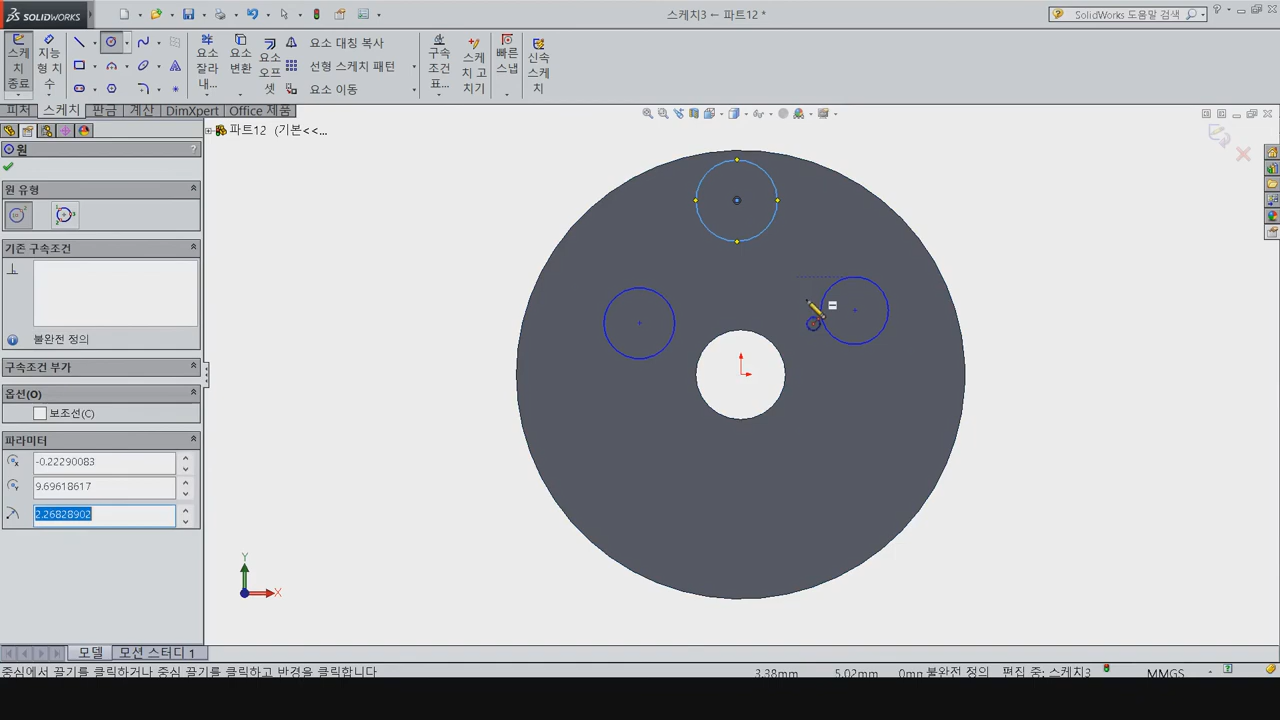 SOLIDWORKS
스케치3 ← 파트12 *
SolidWorks 도움말 검색
스케치 종료
지능형 치수
요소 잘라내...
요소 변환
요소 오프셋
요소 대칭 복사
선형 스케치 패턴
요소 이동
구속조건 표...
스케치 고치기
빠른 스냅
신속 스케치
피처
스케치
판금
계산
DimXpert
Office 제품
파트12 (기본<<...
원
?
원 유형
기존 구속조건
불완전 정의
구속조건 부가
옵션(O)
보조선(C)
파라미터
-0.22290083
9.69618617
2.26828902
Y
X
모델
모션 스터디 1
중심에서 끌기를 클릭하거나 중심 끌기를 클릭하고 반경을 클릭합니다
3.38mm
5.02mm
0mm 불완전 정의
편집 중: 스케치3
MMGS